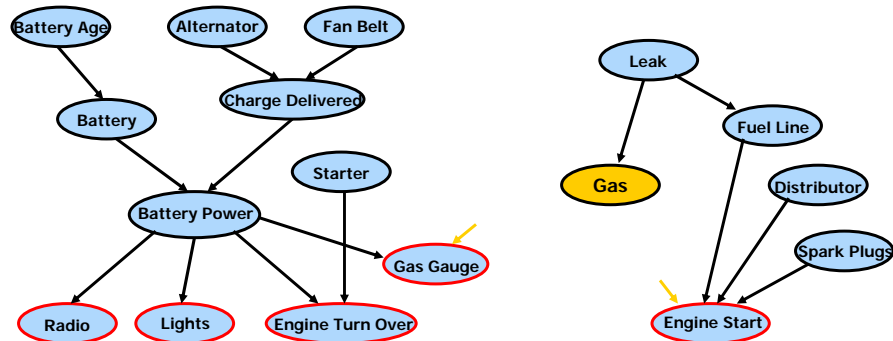 Battery Age
Alternator
Fan Belt
Leak
Charge Delivered
Battery
Fuel Line
Starter
Gas
Distributor
Battery Power
Spark Plugs
Gas Gauge
Radio
Lights
Engine Turn Over
Engine Start